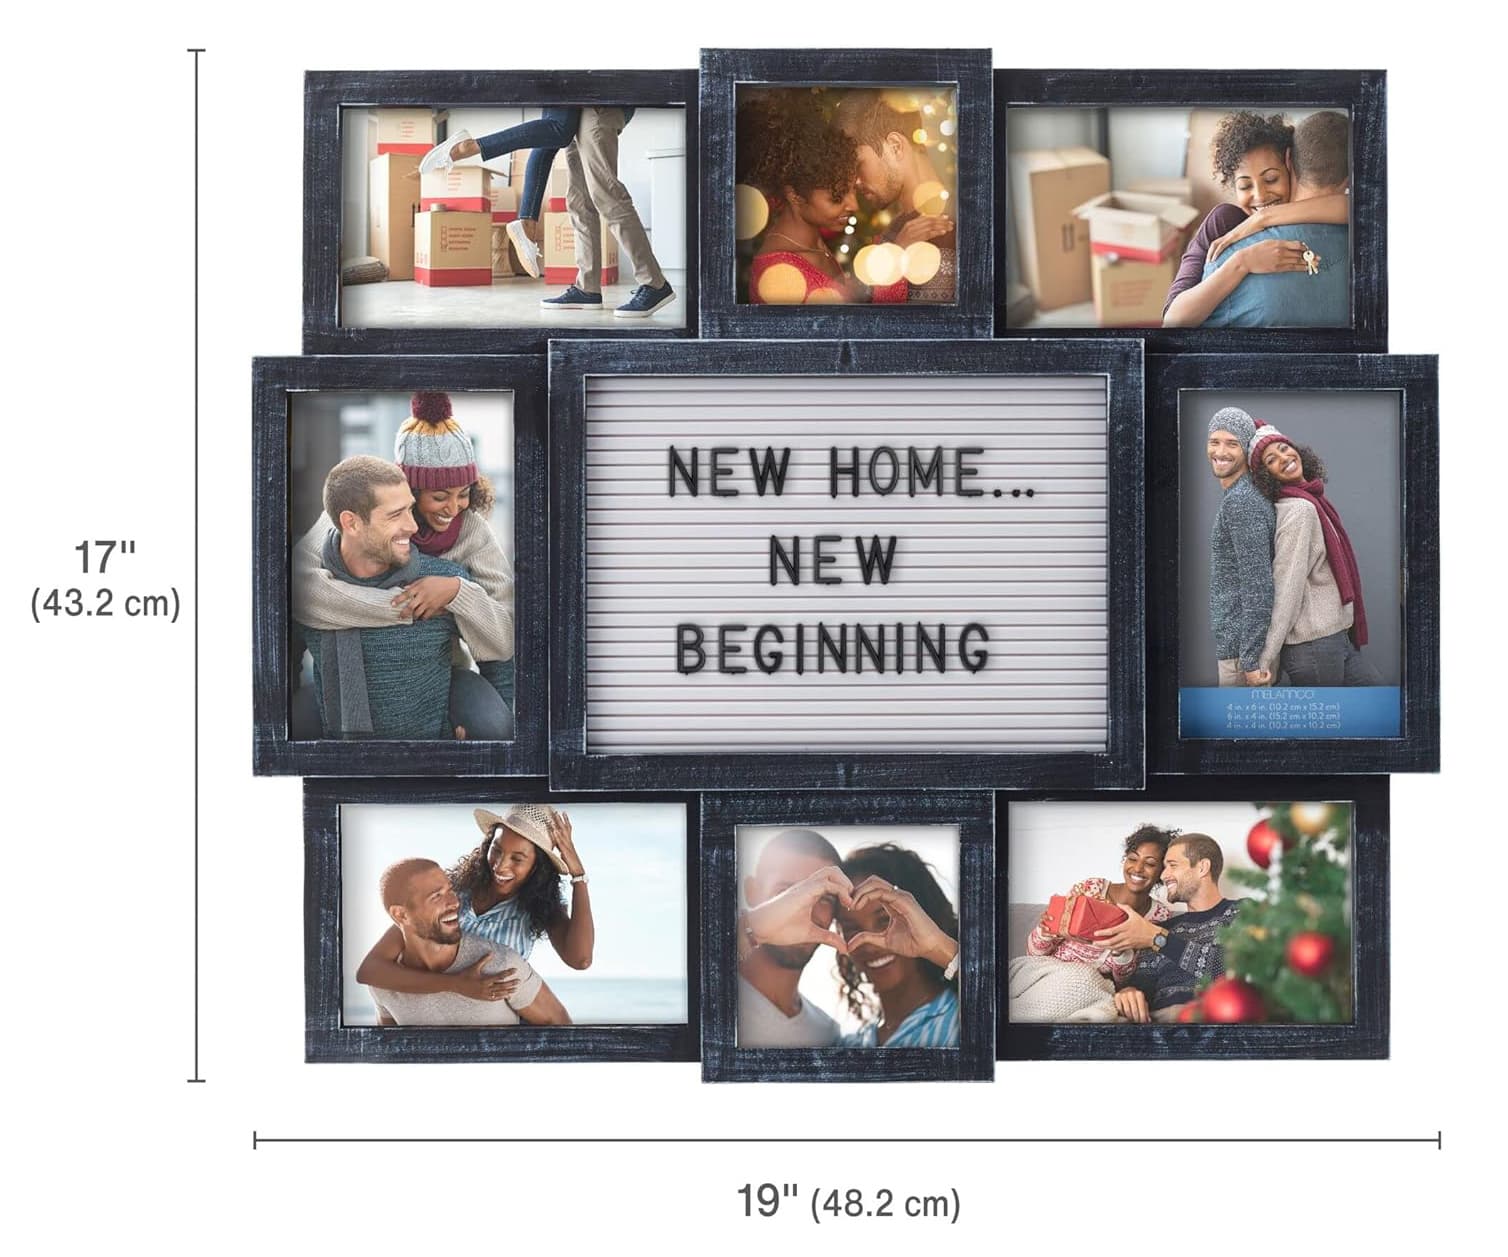 NEW HOME...
NEW
BEGINNING
17"
(43.2 cm)
MELANNCO
4 in. x 6 in. (10.2 cm x 15.2 cm)
6 in. x 4 in. (15.2 cm x 10.2 cm)
4 in. x 4 in. (10.2 cm x 10.2 cm)
19" (48.2 cm)